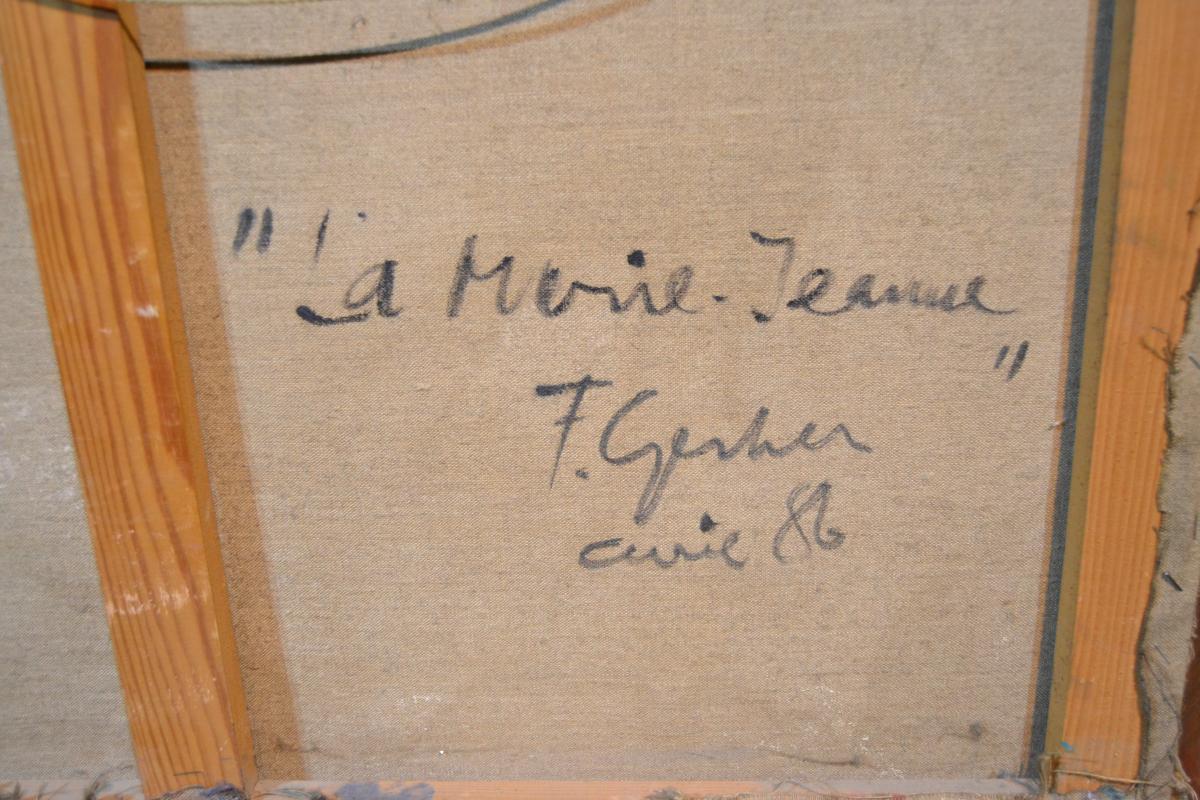 "La Marie-Jeanne"
F. Gerber
avril 86